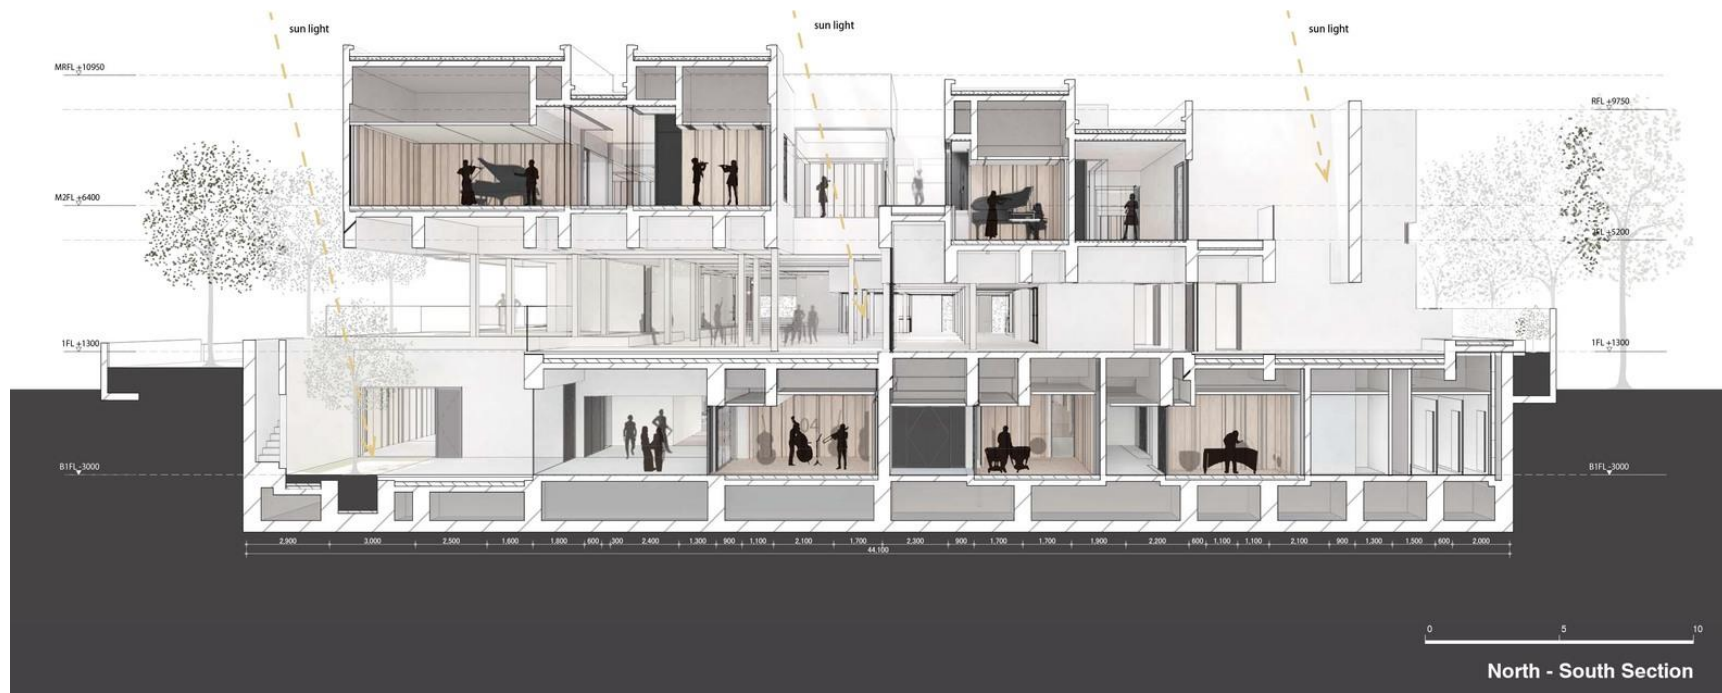 sun light
sun light
sun light
MRFL +10950
RFL +9750
M2FL +6400
+5200
1FL +1300
1FL +1300
04
B1FL -3000
B1FL -3000
2,900 3,000 2,500 1,600 1,800 600 300 2,400 1,300 900 1,100 2,100 1,700 2,300 900 1,700 1,700 1,900 2,200 600 1,100 1,100 2,100 900 1,300 1,500 600 2,000
44,100
0 5 10
North - South Section